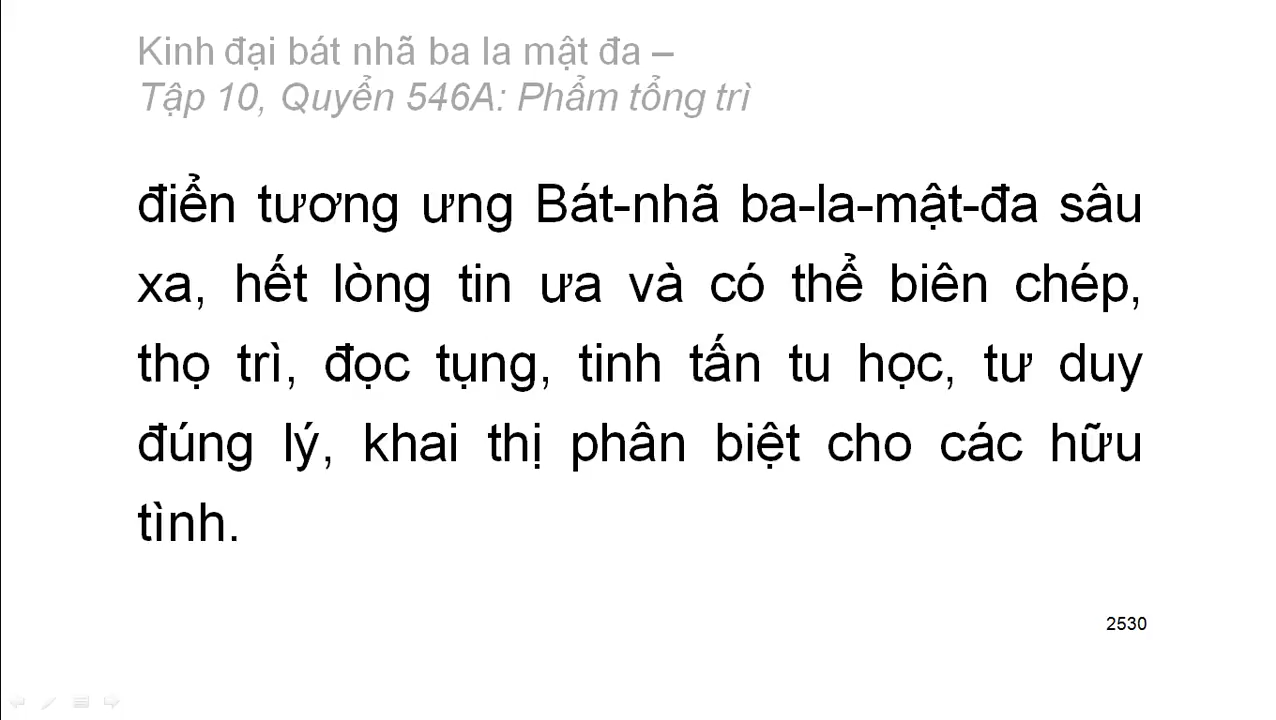 Kinh đại bát nhã ba la mật đa –
Tập 10, Quyển 546A: Phẩm tổng trì
điển tương ưng Bát-nhã ba-la-mật-đa sâu
xa, hết lòng tin ưa và có thể biên chép,
thọ trì, đọc tụng, tinh tấn tu học, tư duy
đúng lý, khai thị phân biệt cho các hữu
tình.
2530